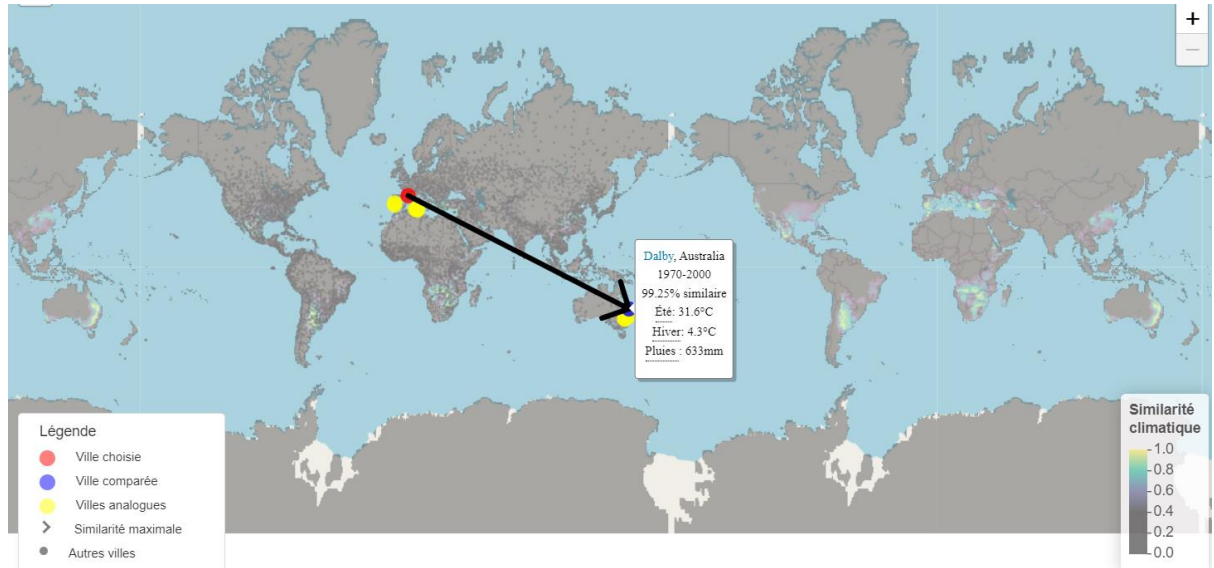 +
−
Dalby, Australia
1970-2000
99.25% similaire
Été: 31.6°C
Hiver: 4.3°C
Pluies : 633mm
Légende
Ville choisie
Ville comparée
Villes analogues
Similarité maximale
Autres villes
Similarité
climatique
1.0
0.8
0.6
0.4
0.2
0.0